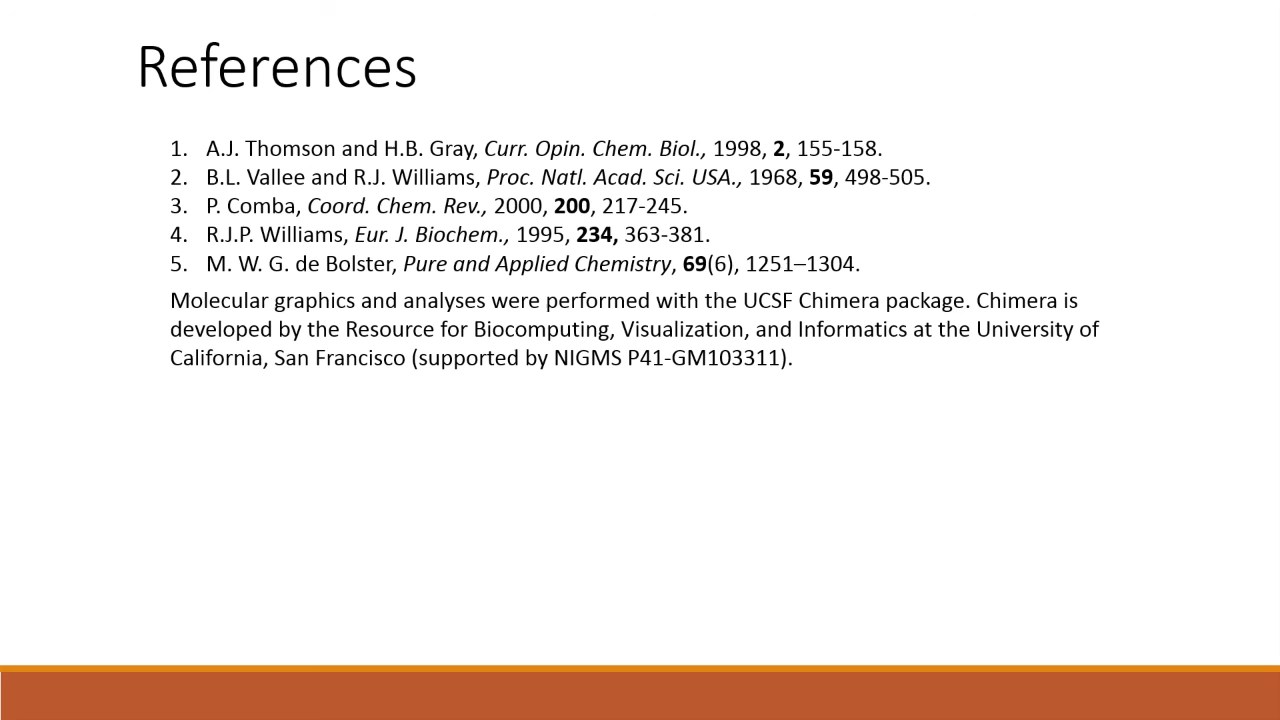 References
1. A.J. Thomson and H.B. Gray, Curr. Opin. Chem. Biol., 1998, 2, 155-158.
2. B.L. Vallee and R.J. Williams, Proc. Natl. Acad. Sci. USA., 1968, 59, 498-505.
3. P. Comba, Coord. Chem. Rev., 2000, 200, 217-245.
4. R.J.P. Williams, Eur. J. Biochem., 1995, 234, 363-381.
5. M. W. G. de Bolster, Pure and Applied Chemistry, 69(6), 1251–1304.
Molecular graphics and analyses were performed with the UCSF Chimera package. Chimera is
developed by the Resource for Biocomputing, Visualization, and Informatics at the University of
California, San Francisco (supported by NIGMS P41-GM103311).